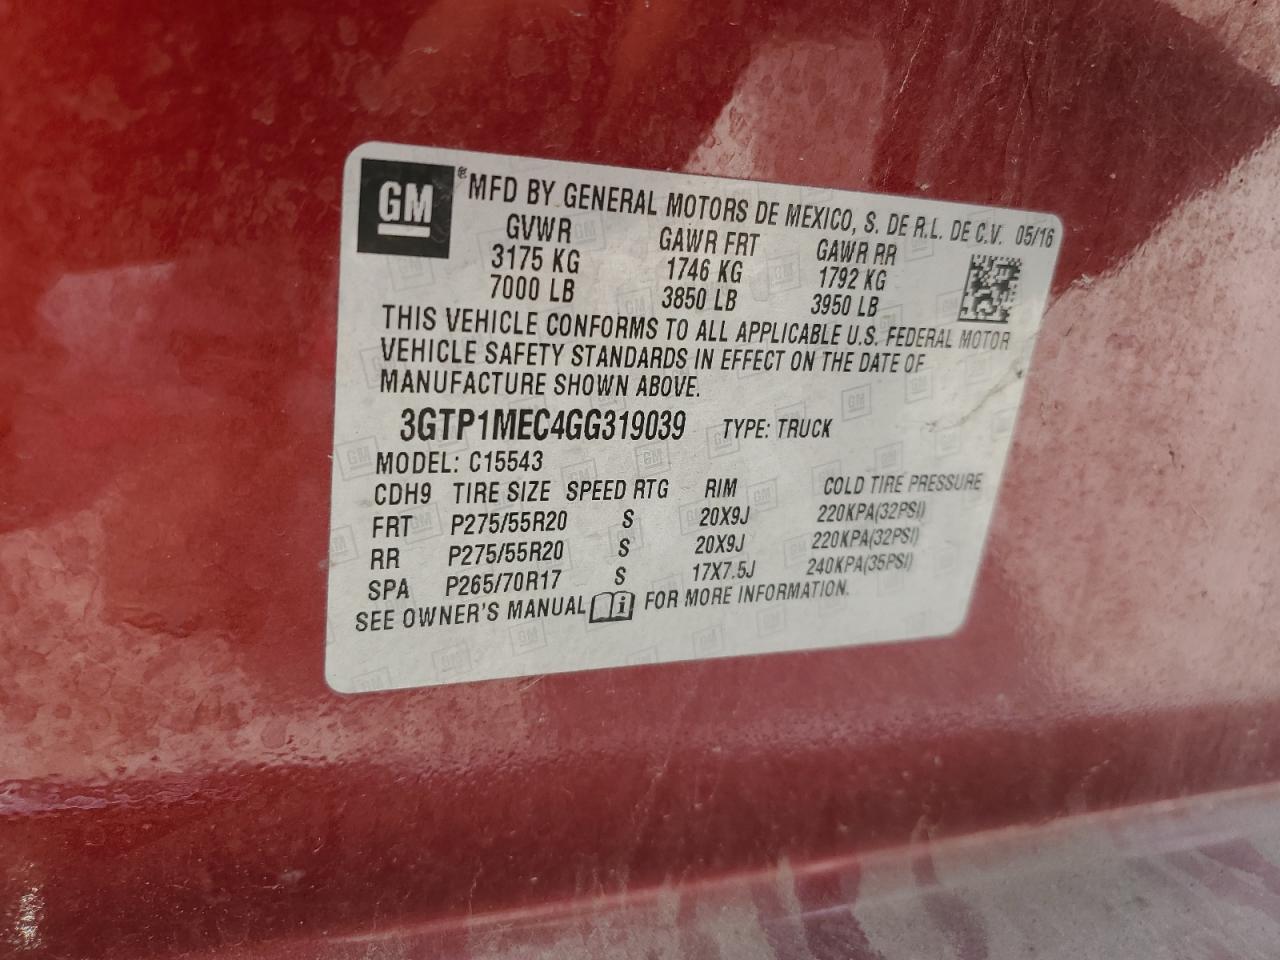 GM ® MFD BY GENERAL MOTORS DE MEXICO, S. DE R.L. DE C.V. 05/16
GVWR GAWR FRT GAWR RR
3175 KG 1746 KG 1792 KG
7000 LB 3850 LB 3950 LB
THIS VEHICLE CONFORMS TO ALL APPLICABLE U.S. FEDERAL MOTOR
VEHICLE SAFETY STANDARDS IN EFFECT ON THE DATE OF
MANUFACTURE SHOWN ABOVE.
3GTP1MEC4GG319039 TYPE: TRUCK
MODEL: C15543
CDH9 TIRE SIZE SPEED RTG RIM COLD TIRE PRESSURE
FRT P275/55R20 S 20X9J 220KPA(32PSI)
RR P275/55R20 S 20X9J 220KPA(32PSI)
SPA P265/70R17 S 17X7.5J 240KPA(35PSI)
SEE OWNER'S MANUAL i FOR MORE INFORMATION.